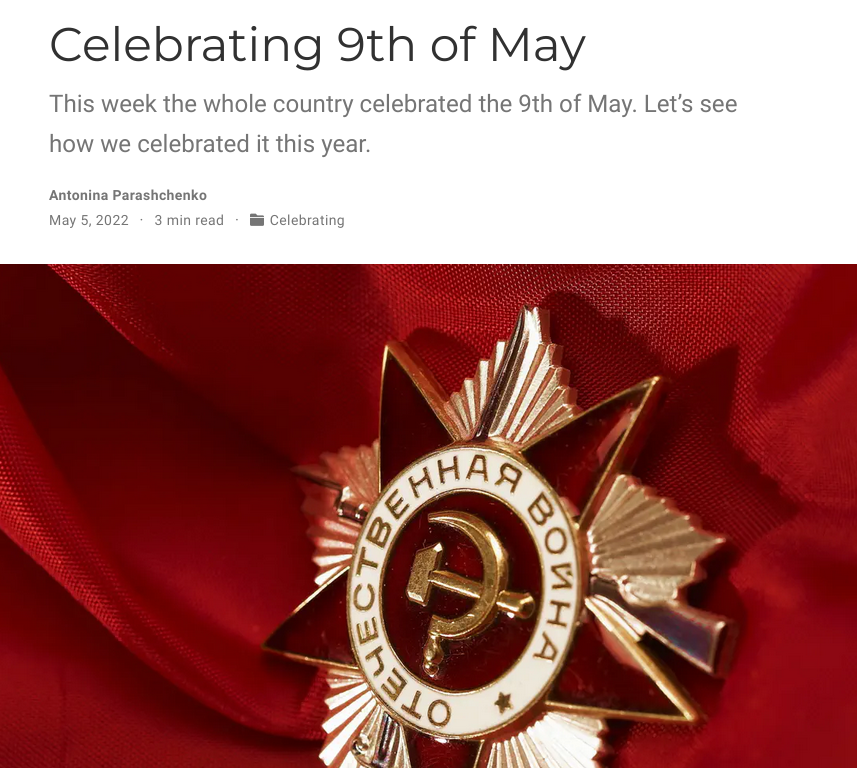 Celebrating 9th of May
This week the whole country celebrated the 9th of May. Let’s see
how we celebrated it this year.
Antonina Parashchenko
May 5, 2022 · 3 min read · Celebrating
ОТЕЧЕСТВЕННАЯ ВОЙНА